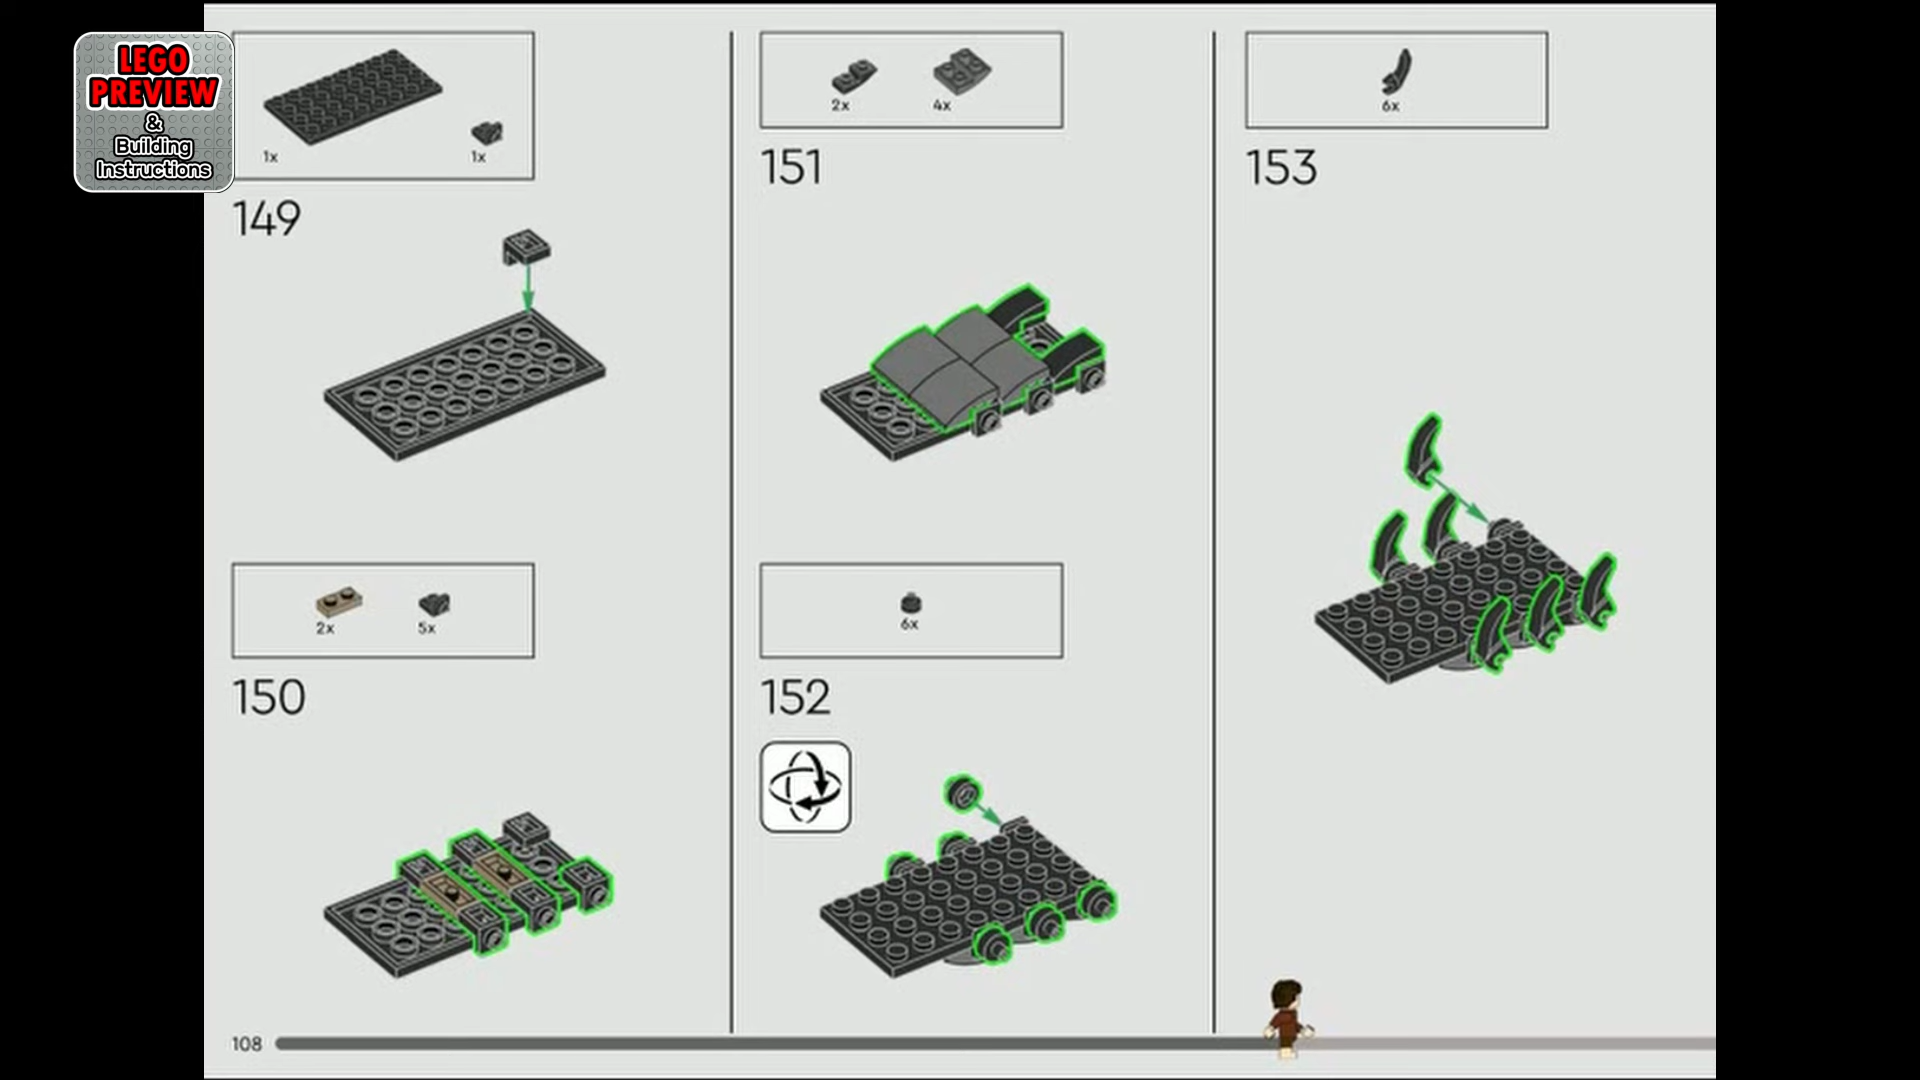 LEGO
PREVIEW
&
Building
Instructions
1x
1x
149
2x
5x
150
2x
4x
151
6x
152
6x
153
108